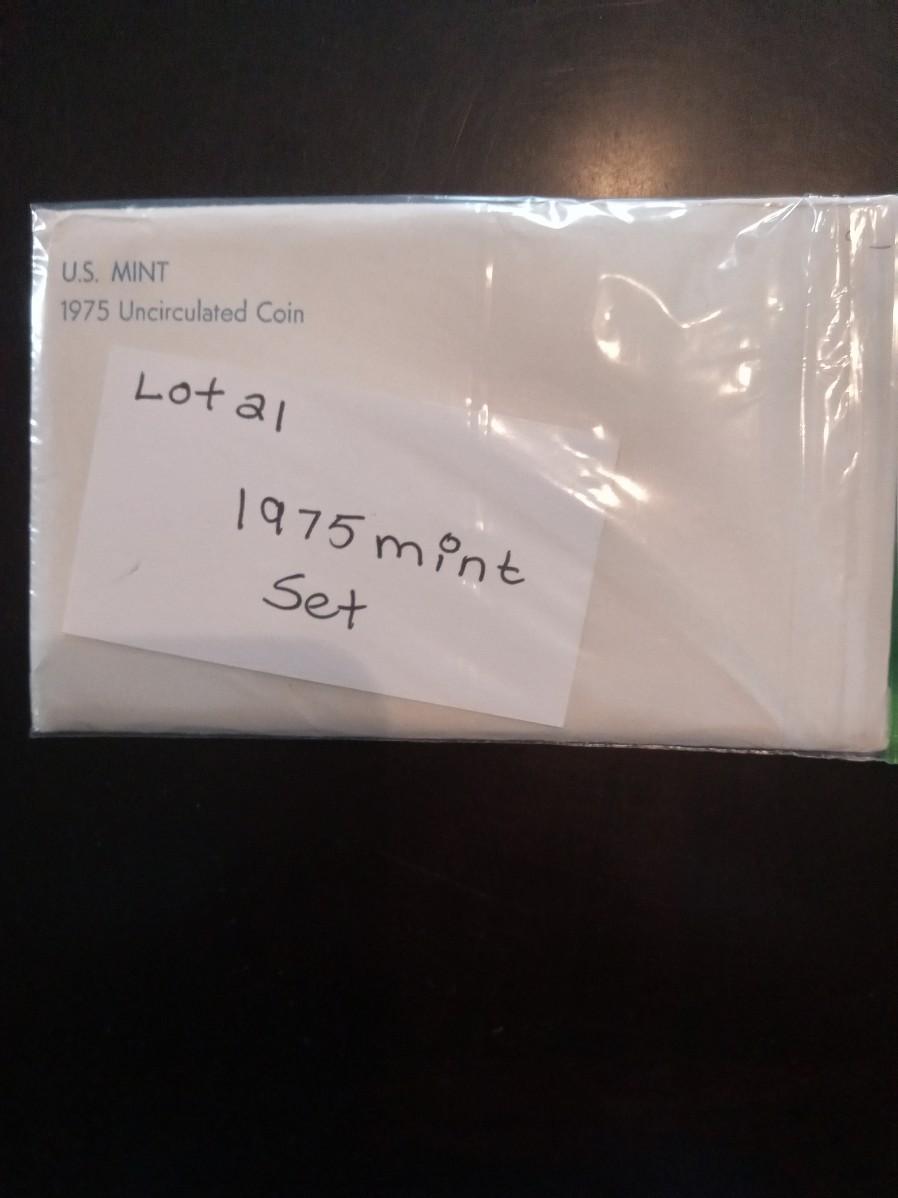 U.S. MINT
1975 Uncirculated Coin
Lot 21
1975 mint
Set